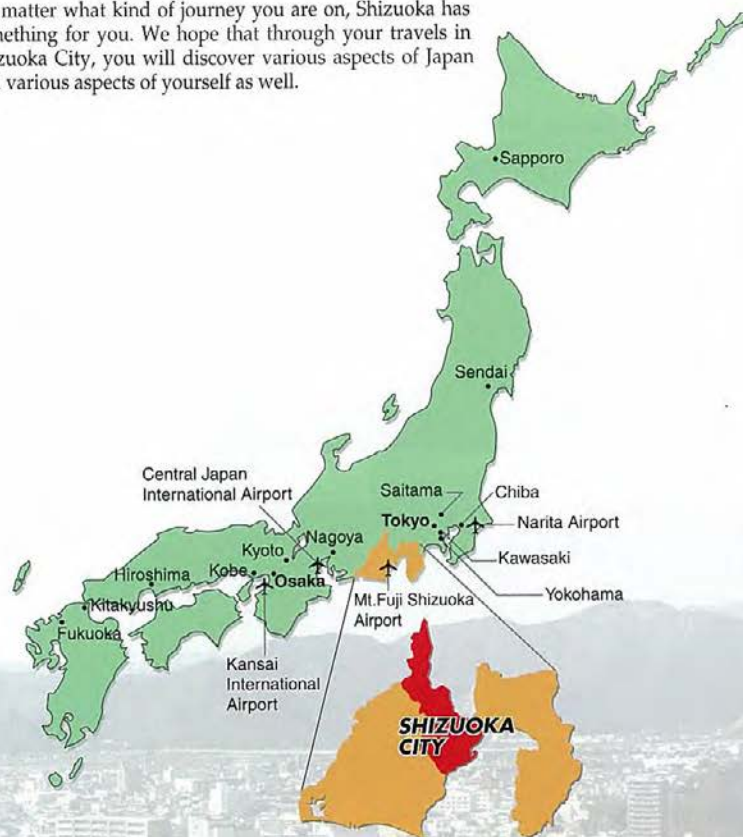 matter what kind of journey you are on, Shizuoka has
ething for you. We hope that through your travels in
zuoka City, you will discover various aspects of Japan
various aspects of yourself as well.
Sapporo
Sendai
Central Japan
International Airport
Saitama
Chiba
Tokyo
Narita Airport
Nagoya
Kyoto
Kawasaki
Hiroshima
Kobe
Osaka
Yokohama
Kitakyushu
Mt.Fuji Shizuoka
Airport
Fukuoka
Kansai
International
Airport
SHIZUOKA
CITY